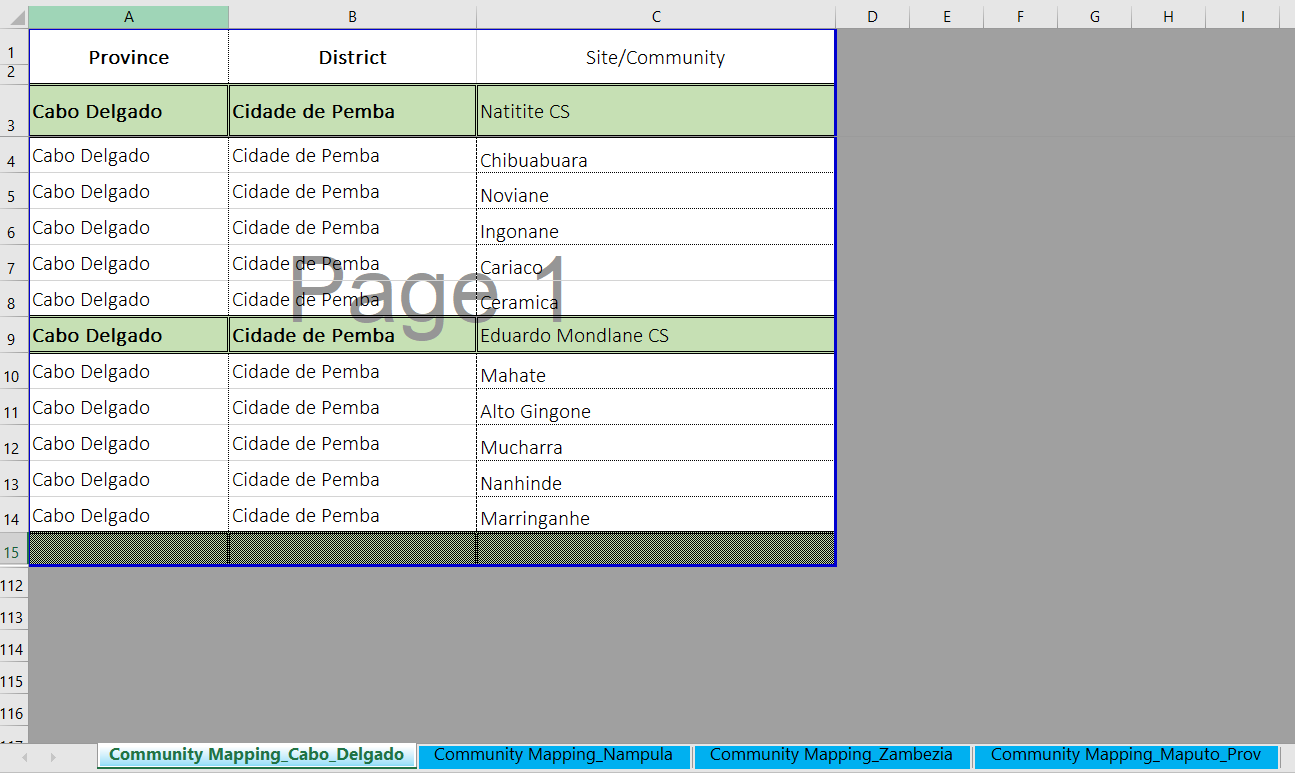 A B C D E F G H I
1 Province District Site/Community
2
3 Cabo Delgado Cidade de Pemba Natitite CS
4 Cabo Delgado Cidade de Pemba Chibuabuara
5 Cabo Delgado Cidade de Pemba Noviane
6 Cabo Delgado Cidade de Pemba Ingonane
7 Cabo Delgado Cidade de Pemba Cariaco
Page 1
8 Cabo Delgado Cidade de Pemba Ceramica
9 Cabo Delgado Cidade de Pemba Eduardo Mondlane CS
10 Cabo Delgado Cidade de Pemba Mahate
11 Cabo Delgado Cidade de Pemba Alto Gingone
12 Cabo Delgado Cidade de Pemba Mucharra
13 Cabo Delgado Cidade de Pemba Nanhinde
14 Cabo Delgado Cidade de Pemba Marringanhe
15
112
113
114
115
116
Community Mapping_Cabo_Delgado Community Mapping_Nampula Community Mapping_Zambezia Community Mapping_Maputo_Prov